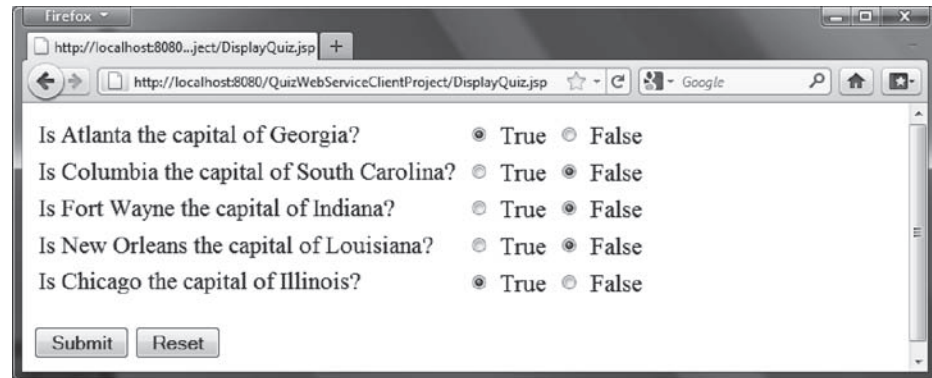 Firefox
http://localhost:8080...ject/DisplayQuiz.jsp +
http://localhost:8080/QuizWebServiceClientProject/DisplayQuiz.jsp Google
Is Atlanta the capital of Georgia? True False
Is Columbia the capital of South Carolina? True False
Is Fort Wayne the capital of Indiana? True False
Is New Orleans the capital of Louisiana? True False
Is Chicago the capital of Illinois? True False
Submit Reset